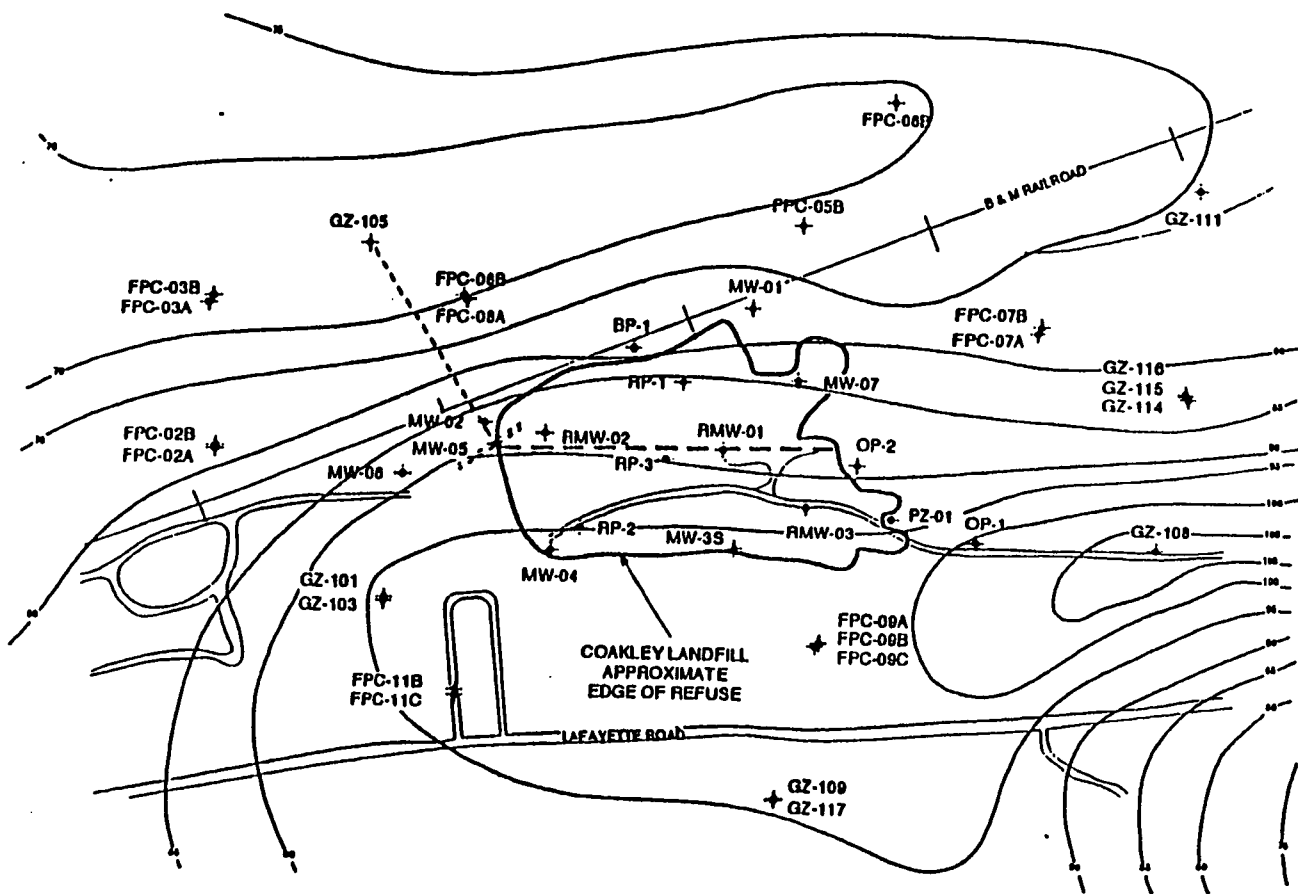 75
FPC-06B
70
B & M RAILROAD
GZ-105
FPC-05B
GZ-111
FPC-03B
FPC-03A
FPC-08A
MW-01
FPC-07B
FPC-07A
BP-1
70
GZ-116
GZ-115
GZ-114
RP-1
MW-07
MW-02
FPC-02B
FPC-02A
MW-05
RMW-02
RMW-01
OP-2
MW-06
RP-3
RP-2
MW-3S
RMW-03
PZ-01
OP-1
GZ-108
100
MW-04
GZ-101
GZ-103
FPC-09A
FPC-09B
FPC-09C
COAKLEY LANDFILL
APPROXIMATE
EDGE OF REFUSE
FPC-11B
FPC-11C
LAFAYETTE ROAD
GZ-109
GZ-117